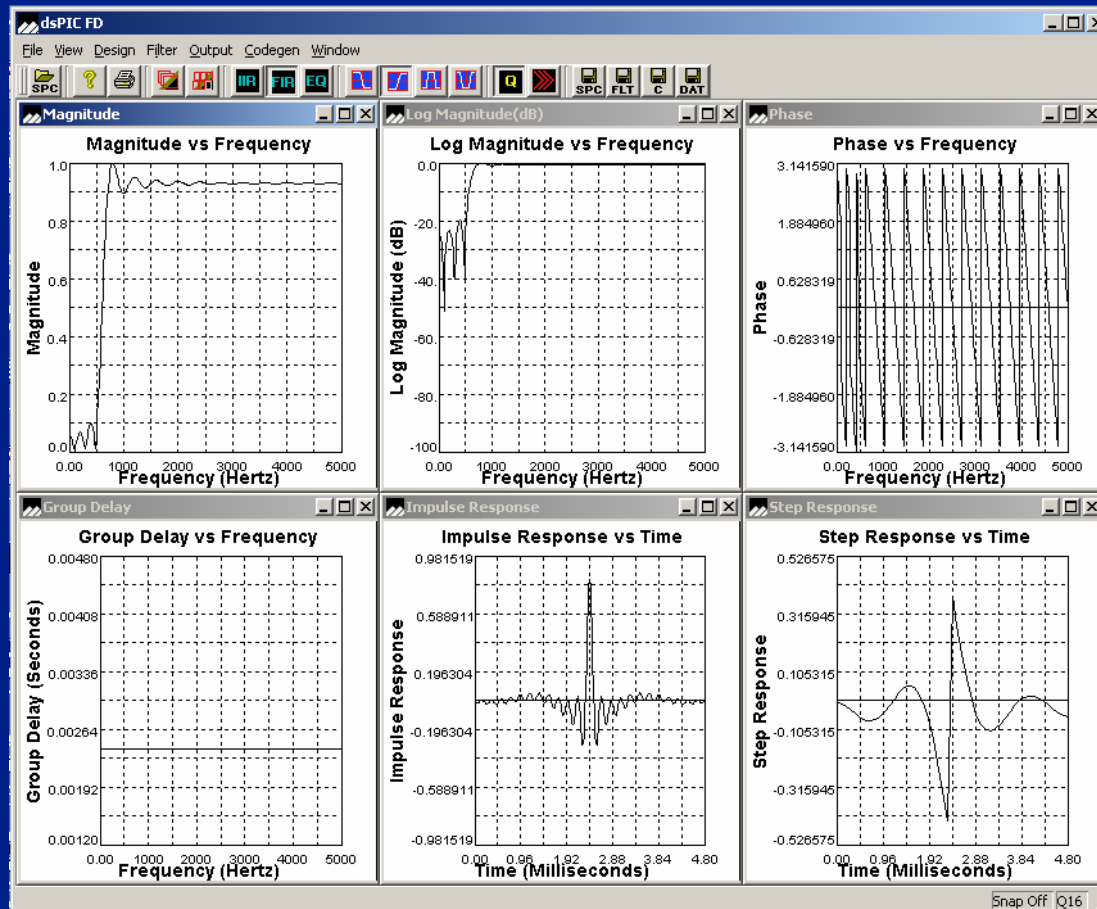 dsPIC FD
File View Design Filter Output Codegen Window
SPC ? IIR FIR EQ Q SPC FLT C DAT
Magnitude
Magnitude vs Frequency
Magnitude
1.0
0.8
0.6
0.4
0.2
0.0
0.00 1000 2000 3000 4000 5000
Frequency (Hertz)
Log Magnitude(dB)
Log Magnitude vs Frequency
Log Magnitude (dB)
0.0
-20.
-40.
-60.
-80.
-100
0.00 1000 2000 3000 4000 5000
Frequency (Hertz)
Phase
Phase vs Frequency
Phase
3.141590
1.884960
0.628319
-0.628319
-1.884960
-3.141590
0.00 1000 2000 3000 4000 5000
Frequency (Hertz)
Group Delay
Group Delay vs Frequency
Group Delay (Seconds)
0.00480
0.00408
0.00336
0.00264
0.00192
0.00120
0.00 1000 2000 3000 4000 5000
Frequency (Hertz)
Impulse Response
Impulse Response vs Time
Impulse Response
0.981519
0.588911
0.196304
-0.196304
-0.588911
-0.981519
0.00 0.96 1.92 2.88 3.84 4.80
Time (Milliseconds)
Step Response
Step Response vs Time
Step Response
0.526575
0.315945
0.105315
-0.105315
-0.315945
-0.526575
0.00 0.96 1.92 2.88 3.84 4.80
Time (Milliseconds)
Snap Off Q16